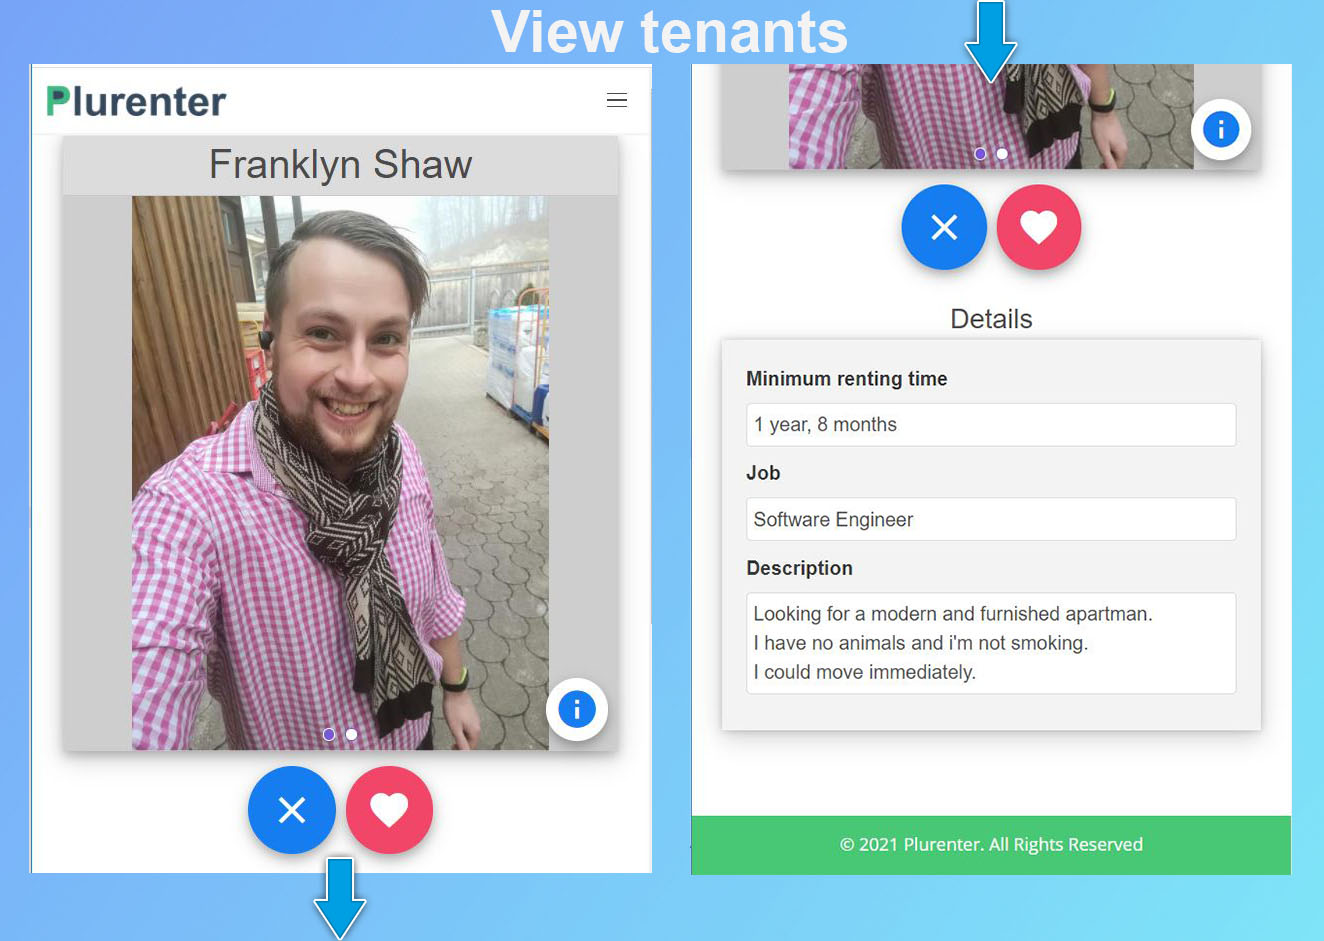 View tenants
Plurenter
Franklyn Shaw
Details
Minimum renting time
1 year, 8 months
Job
Software Engineer
Description
Looking for a modern and furnished apartman.
I have no animals and i'm not smoking.
I could move immediately.
© 2021 Plurenter. All Rights Reserved